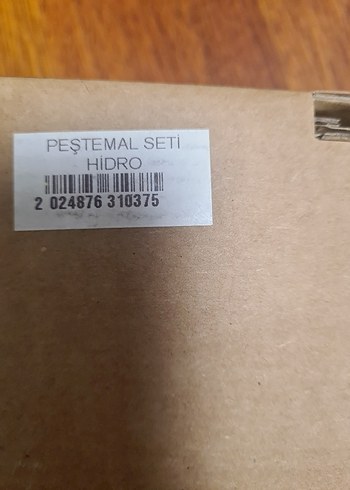 PEŞTEMAL SETİ
HİDRO
2 024876 310375